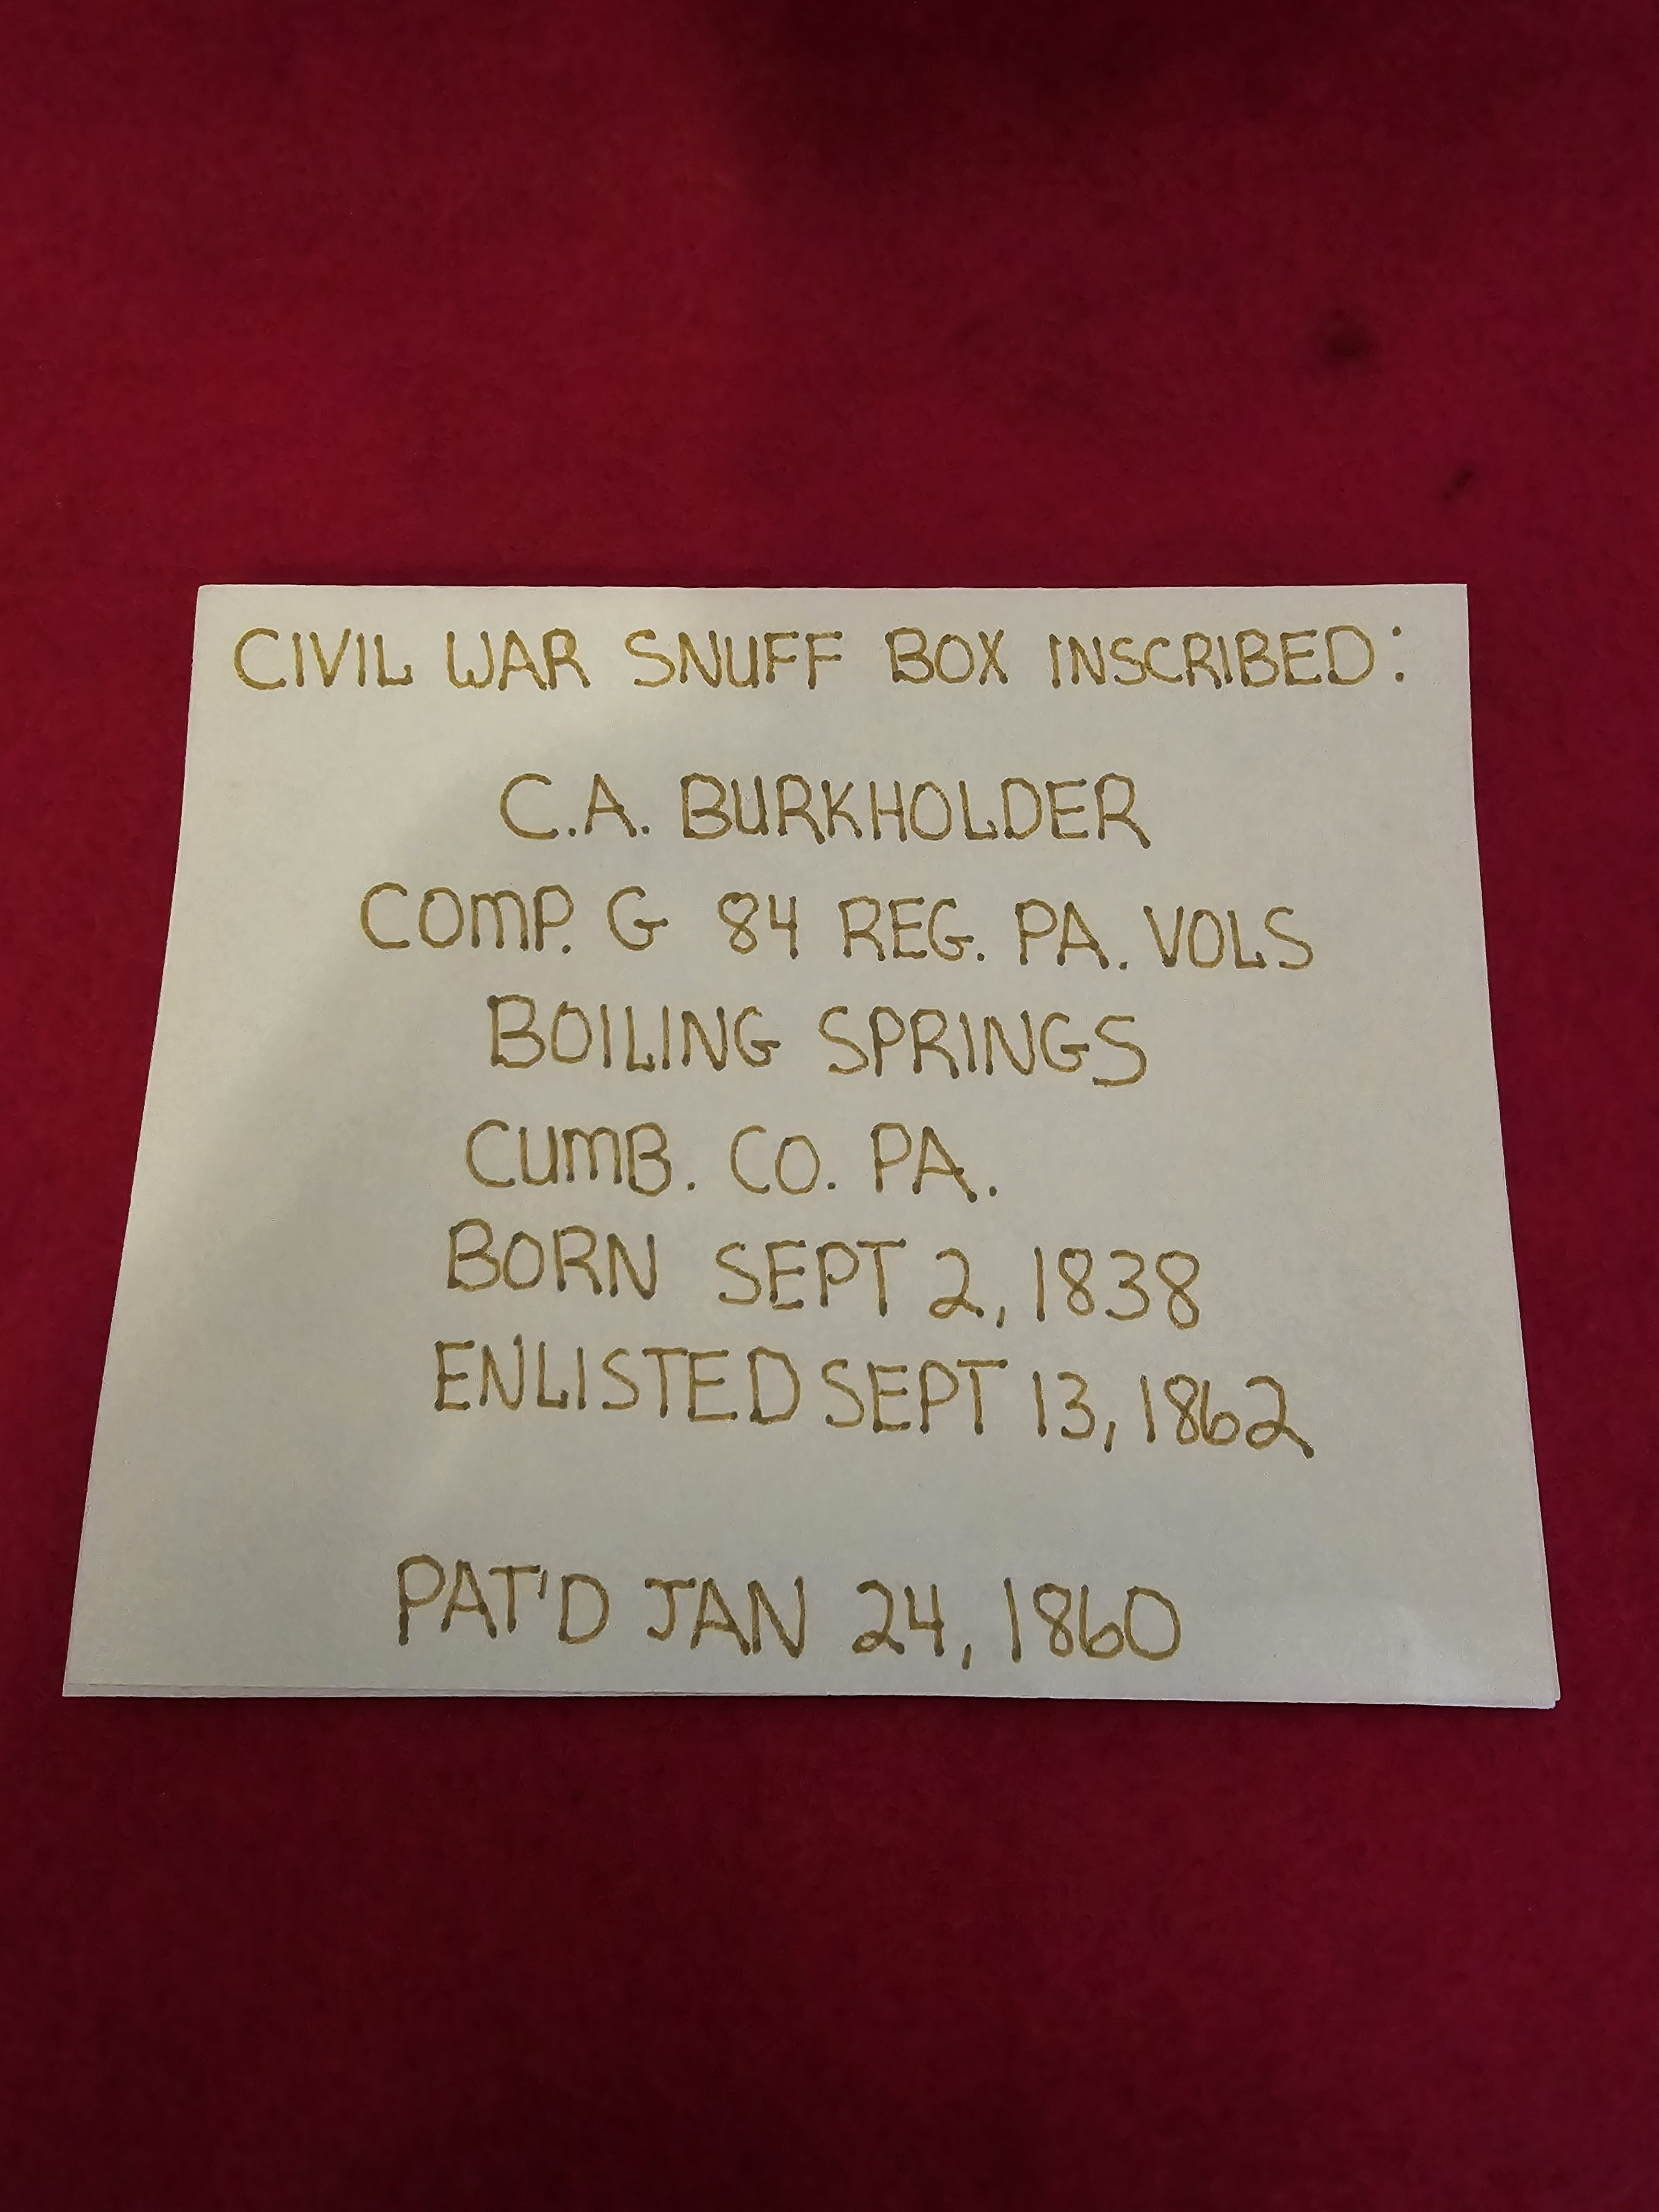 CIVIL WAR SNUFF BOX INSCRIBED:
C.A. BURKHOLDER
COMP. G 84 REG. PA. VOLS
BOILING SPRINGS
CUMB. CO. PA.
BORN SEPT 2, 1838
ENLISTED SEPT 13, 1862
PAT'D JAN 24, 1860